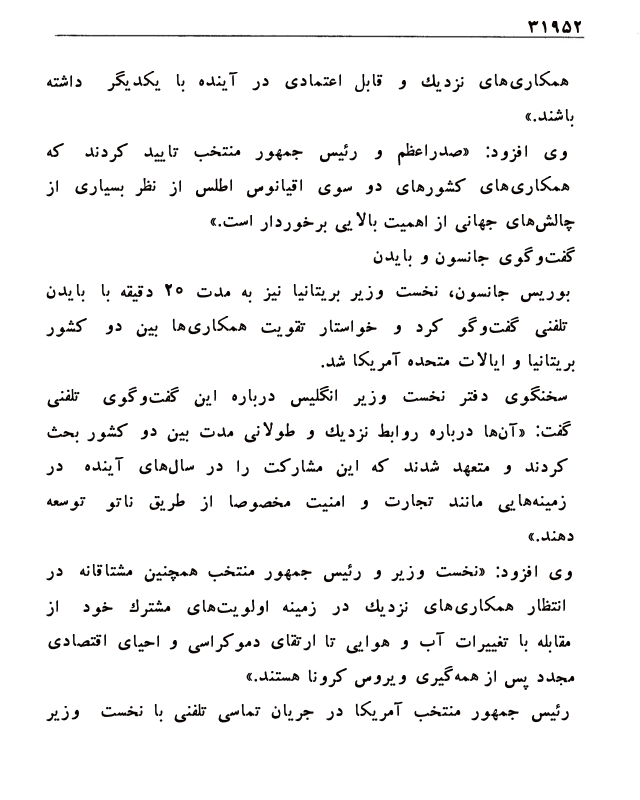 ۳۱۹۵۲
همکاری‌های نزدیك و قابل اعتمادی در آینده با یکدیگر داشته
باشند.»
وی افزود: «صدراعظم و رئیس جمهور منتخب تایید کردند که
همکاری‌های کشورهای دو سوی اقیانوس اطلس از نظر بسیاری از
چالش‌های جهانی از اهمیت بالایی برخوردار است.»
گفت‌وگوی جانسون و بایدن
بوریس جانسون، نخست وزیر بریتانیا نیز به مدت ۲۰ دقیقه با بایدن
تلفنی گفت‌وگو کرد و خواستار تقویت همکاری‌ها بین دو کشور
بریتانیا و ایالات متحده آمریکا شد.
سخنگوی دفتر نخست وزیر انگلیس درباره این گفت‌وگوی تلفنی
گفت: «آن‌ها درباره روابط نزدیك و طولانی مدت بین دو کشور بحث
کردند و متعهد شدند که این مشارکت را در سال‌های آینده در
زمینه‌هایی مانند تجارت و امنیت مخصوصا از طریق ناتو توسعه
دهند.»
وی افزود: «نخست وزیر و رئیس جمهور منتخب همچنین مشتاقانه در
انتظار همکاری‌های نزدیك در زمینه اولویت‌های مشترك خود از
مقابله با تغییرات آب و هوایی تا ارتقای دموکراسی و احیای اقتصادی
مجدد پس از همه‌گیری ویروس کرونا هستند.»
رئیس جمهور منتخب آمریکا در جریان تماسی تلفنی با نخست وزیر